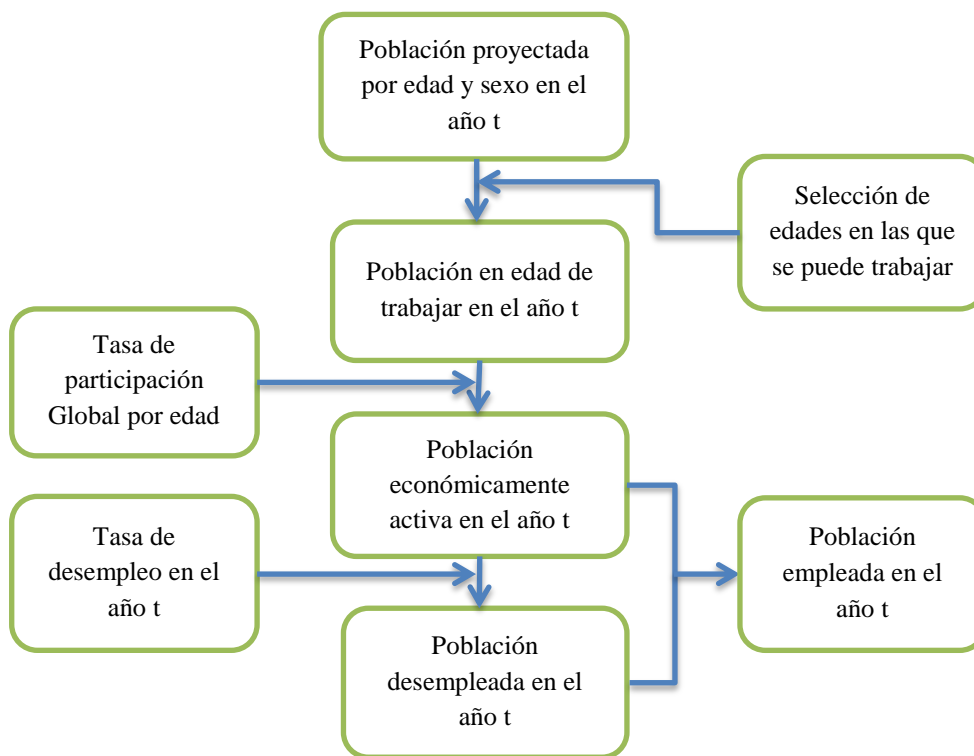 Población proyectada
por edad y sexo en el
año t
Selección de
edades en las que
se puede trabajar
Población en edad de
trabajar en el año t
Tasa de
participación
Global por edad
Población
económicamente
activa en el año t
Tasa de
desempleo en el
año t
Población
empleada en el
año t
Población
desempleada en el
año t